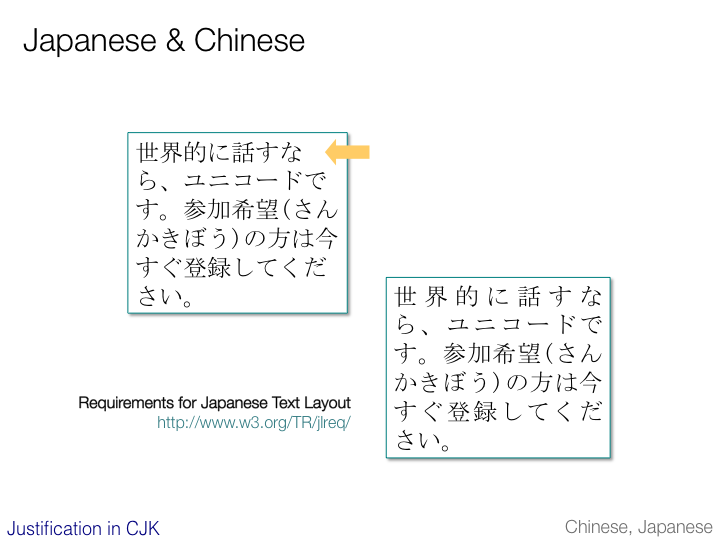 Japanese & Chinese
世界的に話すな
ら、ユニコードで
す。参加希望(さん
かきぼう)の方は今
すぐ登録してくだ
さい。
世界的に話すな
ら、ユニコードで
す。参加希望(さん
かきぼう)の方は今
すぐ登録してくだ
さい。
Requirements for Japanese Text Layout
http://www.w3.org/TR/jlreq/
Justification in CJK
Chinese, Japanese